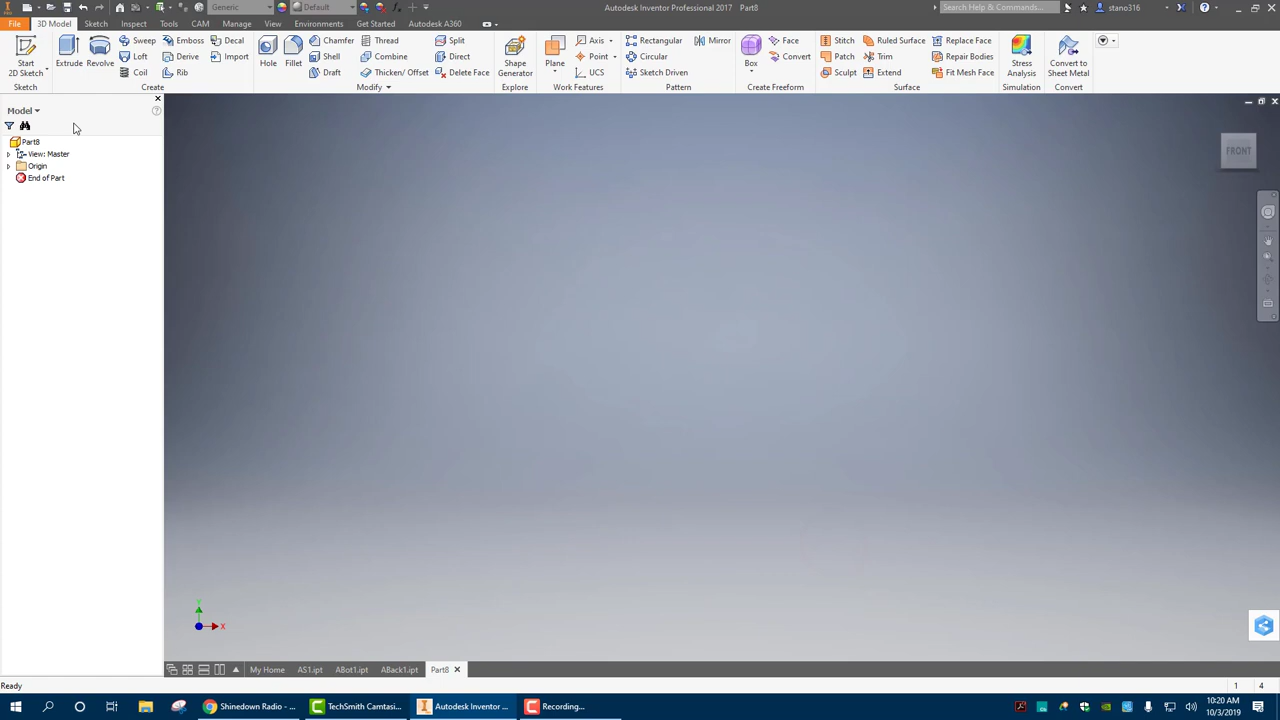 Generic Default Autodesk Inventor Professional 2017 Part8 Search Help & Commands... stano316
File 3D Model Sketch Inspect Tools CAM Manage View Environments Get Started Autodesk A360
Start 2D Sketch Extrude Revolve Sweep Emboss Decal Hole Fillet Chamfer Thread Split Shape Generator Plane Axis Rectangular Mirror Box Face Stitch Ruled Surface Replace Face Stress Analysis Convert to Sheet Metal
Loft Derive Import Shell Combine Direct Point Circular Convert Patch Trim Repair Bodies
Coil Rib Draft Thicken/ Offset Delete Face UCS Sketch Driven Sculpt Extend Fit Mesh Face
Sketch Create Modify Explore Work Features Pattern Create Freeform Surface Simulation Convert
Model
Part8
View: Master
Origin
End of Part
FRONT
Y
X
My Home AS1.ipt ABot1.ipt ABack1.ipt Part8
Ready 1 4
Shinedown Radio - ... TechSmith Camtasi... Autodesk Inventor ... Recording... 10:20 AM
10/3/2019